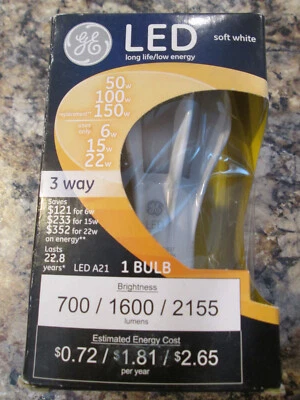 GE
LED
soft white
long life/low energy
50w
100w
150w
replacement*
uses only
6w
15w
22w
3 way
Saves
$121 for 6w
$233 for 15w
$352 for 22w
on energy**
Lasts
22.8
years*
LED A21
1 BULB
Brightness
700 / 1600 / 2155
lumens
Estimated Energy Cost
$0.72 / $1.81 / $2.65
per year